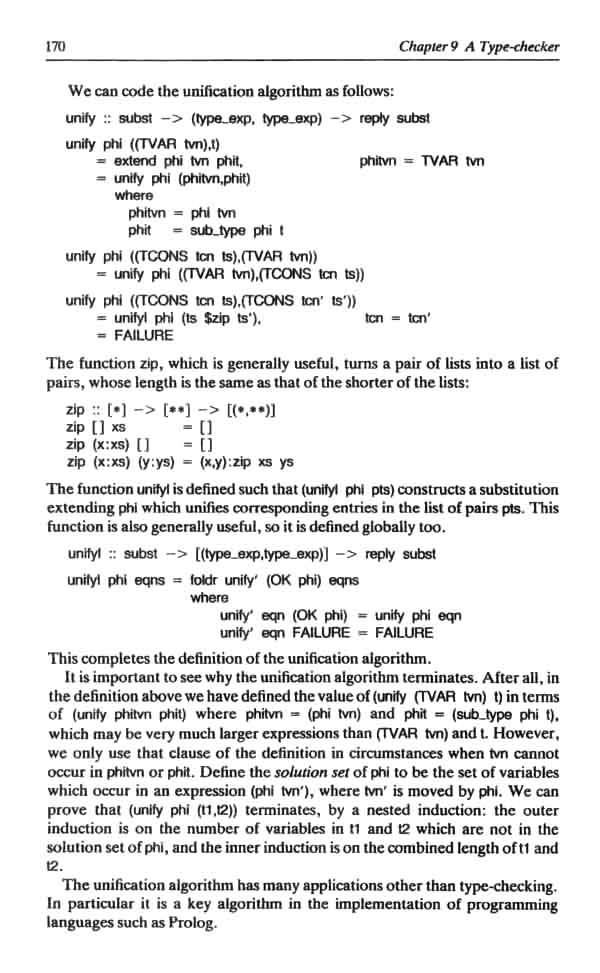 170 Chapter 9 A Type-checker
We can code the unification algorithm as follows:
unify :: subst −> (type_exp, type_exp) −> reply subst
unify phi ((TVAR tvn),t)
= extend phi tvn phit, phitvn = TVAR tvn
= unify phi (phitvn,phit)
where
phitvn = phi tvn
phit = sub_type phi t
unify phi ((TCONS tcn ts),(TVAR tvn))
= unify phi ((TVAR tvn),(TCONS tcn ts))
unify phi ((TCONS tcn ts),(TCONS tcn' ts'))
= unifyl phi (ts $zip ts'), tcn = tcn'
= FAILURE
The function zip, which is generally useful, turns a pair of lists into a list of
pairs, whose length is the same as that of the shorter of the lists:
zip :: [*] −> [**] −> [(*,**)]
zip [] xs = []
zip (x:xs) [] = []
zip (x:xs) (y:ys) = (x,y):zip xs ys
The function unifyl is defined such that (unifyl phi pts) constructs a substitution
extending phi which unifies corresponding entries in the list of pairs pts. This
function is also generally useful, so it is defined globally too.
unifyl :: subst −> [(type_exp,type_exp)] −> reply subst
unifyl phi eqns = foldr unify' (OK phi) eqns
where
unify' eqn (OK phi) = unify phi eqn
unify' eqn FAILURE = FAILURE
This completes the definition of the unification algorithm.
It is important to see why the unification algorithm terminates. After all, in
the definition above we have defined the value of (unify (TVAR tvn) t) in terms
of (unify phitvn phit) where phitvn = (phi tvn) and phit = (sub_type phi t),
which may be very much larger expressions than (TVAR tvn) and t. However,
we only use that clause of the definition in circumstances when tvn cannot
occur in phitvn or phit. Define the solution set of phi to be the set of variables
which occur in an expression (phi tvn'), where tvn' is moved by phi. We can
prove that (unify phi (t1,t2)) terminates, by a nested induction: the outer
induction is on the number of variables in t1 and t2 which are not in the
solution set of phi, and the inner induction is on the combined length of t1 and
t2.
The unification algorithm has many applications other than type-checking.
In particular it is a key algorithm in the implementation of programming
languages such as Prolog.